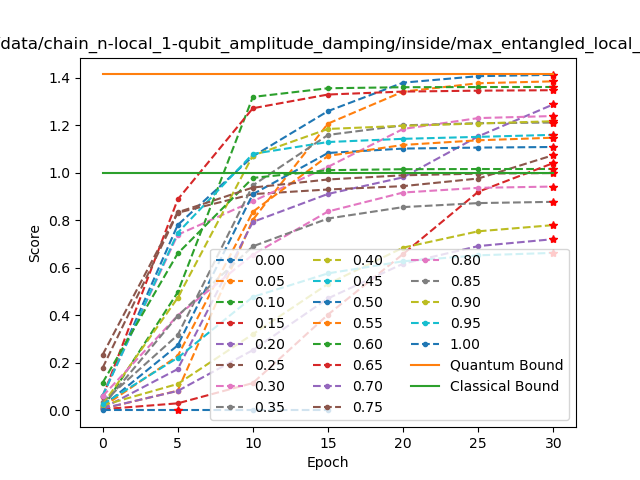 /data/chain_n-local_1-qubit_amplitude_damping/inside/max_entangled_local_
1.4
1.2
1.0
0.8
0.6
0.4
0.2
0.0
Score
0 5 10 15 20 25 30
Epoch
0.00 0.40 0.80
0.05 0.45 0.85
0.10 0.50 0.90
0.15 0.55 0.95
0.20 0.60 1.00
0.25 0.65 Quantum Bound
0.30 0.70 Classical Bound
0.35 0.75